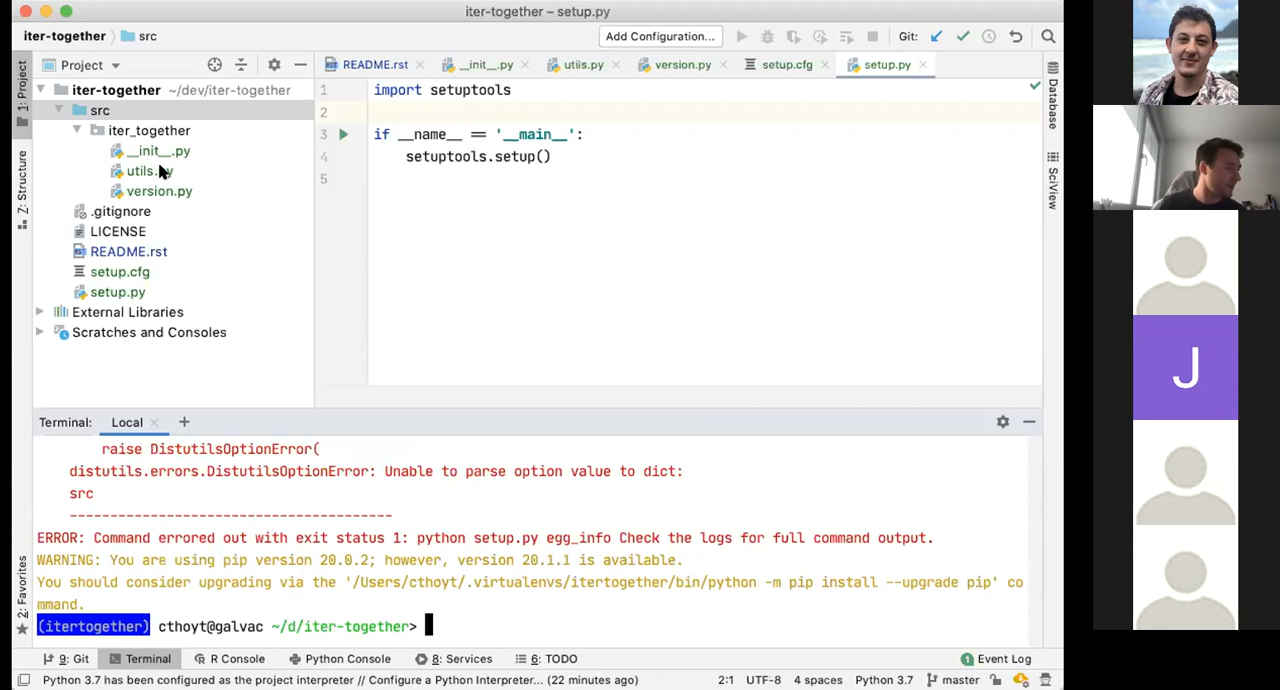 iter-together – setup.py
iter-together src Add Configuration... Git:
README.rst __init__.py utils.py version.py setup.cfg setup.py
1: Project
Project
iter-together ~/dev/iter-together
src
iter_together
__init__.py
utils.py
version.py
.gitignore
LICENSE
README.rst
setup.cfg
setup.py
External Libraries
Scratches and Consoles
Z: Structure
2: Favorites
1 import setuptools
2
3 if __name__ == '__main__':
4 setuptools.setup()
5
Database
SciView
Terminal: Local +
raise DistutilsOptionError(
distutils.errors.DistutilsOptionError: Unable to parse option value to dict:
src
----------------------------------------
ERROR: Command errored out with exit status 1: python setup.py egg_info Check the logs for full command output.
WARNING: You are using pip version 20.0.2; however, version 20.1.1 is available.
You should consider upgrading via the '/Users/cthoyt/.virtualenvs/itertogether/bin/python -m pip install --upgrade pip' co
mmand.
(itertogether) cthoyt@galvac ~/d/iter-together>
9: Git Terminal R Console Python Console 8: Services 6: TODO 1 Event Log
Python 3.7 has been configured as the project interpreter // Configure a Python Interpreter... (22 minutes ago) 2:1 UTF-8 4 spaces Python 3.7 master
J